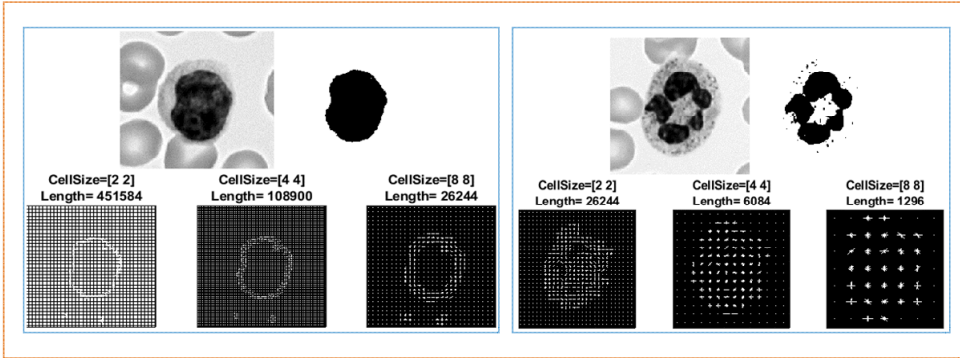 CellSize=[2 2]
Length= 451584
CellSize=[4 4]
Length= 108900
CellSize=[8 8]
Length= 26244
CellSize=[2 2]
Length= 26244
CellSize=[4 4]
Length= 6084
CellSize=[8 8]
Length= 1296